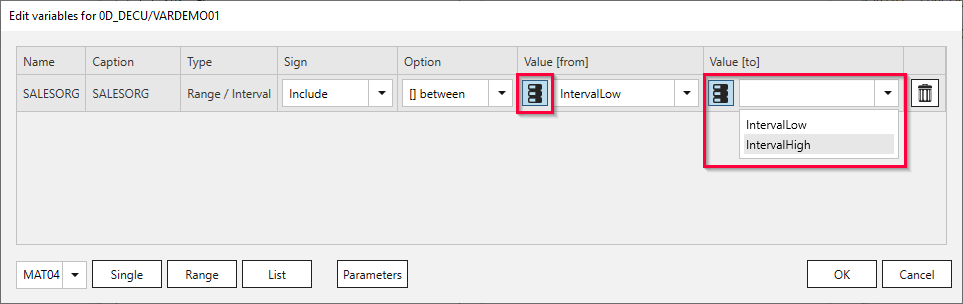 Edit variables for 0D_DECU/VARDEMO01
Name Caption Type Sign Option Value [from] Value [to]
SALESORG SALESORG Range / Interval Include [] between IntervalLow
IntervalLow
IntervalHigh
MAT04 Single Range List Parameters OK Cancel